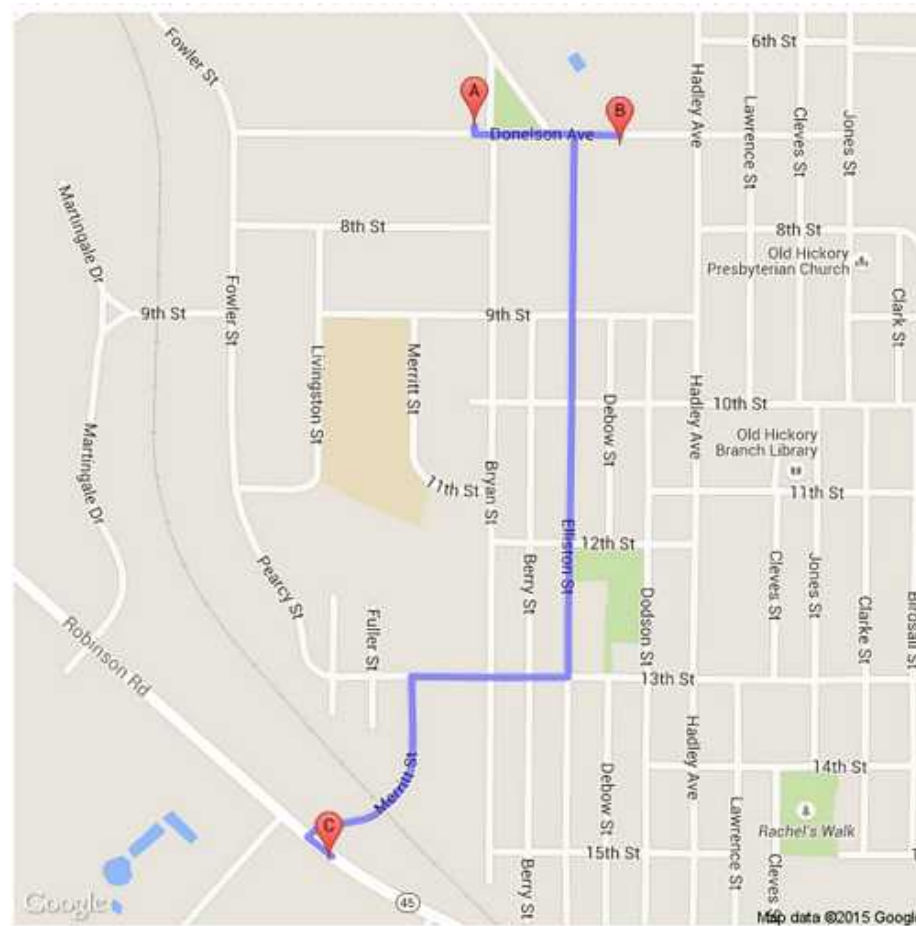 Fowler St
6th St
A
B
Donelson Ave
Hadley Ave
Lawrence St
Cleves St
Jones St
Martingale Dr
8th St
8th St
Old Hickory
Presbyterian Church
Fowler St
Clark St
9th St
9th St
Livingston St
Merritt St
Debow St
Hadley Ave
10th St
Old Hickory
Branch Library
Martingale Dr
11th St
Bryan St
11th St
Elliston St
12th St
Pearcy St
Berry St
Dodson St
Cleves St
Jones St
Clarke St
Birdsall St
Robinson Rd
Fuller St
13th St
Merritt St
Hadley Ave
14th St
Debow St
Lawrence St
Rachel's Walk
C
15th St
Berry St
Cleves St
Google
45
Map data ©2015 Google